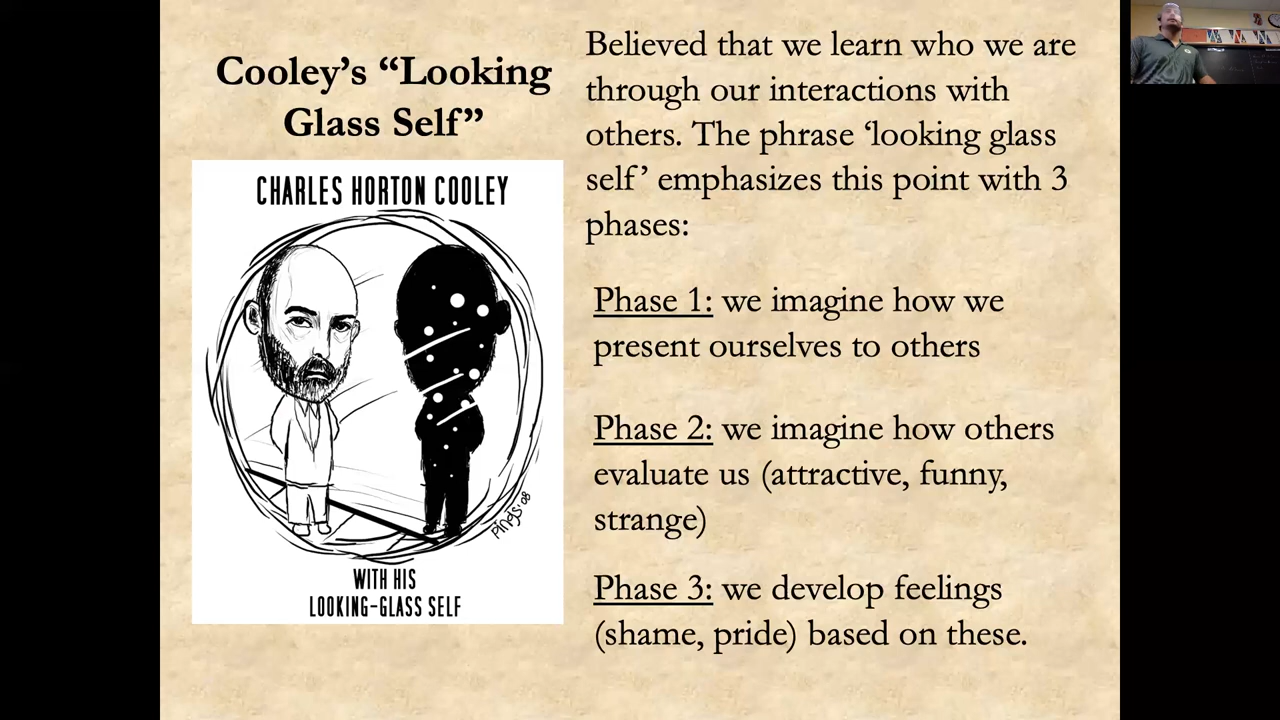 Cooley's “Looking
Glass Self”
CHARLES HORTON COOLEY
Pings '08
WITH HIS
LOOKING-GLASS SELF
Believed that we learn who we are
through our interactions with
others. The phrase ‘looking glass
self’ emphasizes this point with 3
phases:
Phase 1: we imagine how we
present ourselves to others
Phase 2: we imagine how others
evaluate us (attractive, funny,
strange)
Phase 3: we develop feelings
(shame, pride) based on these.